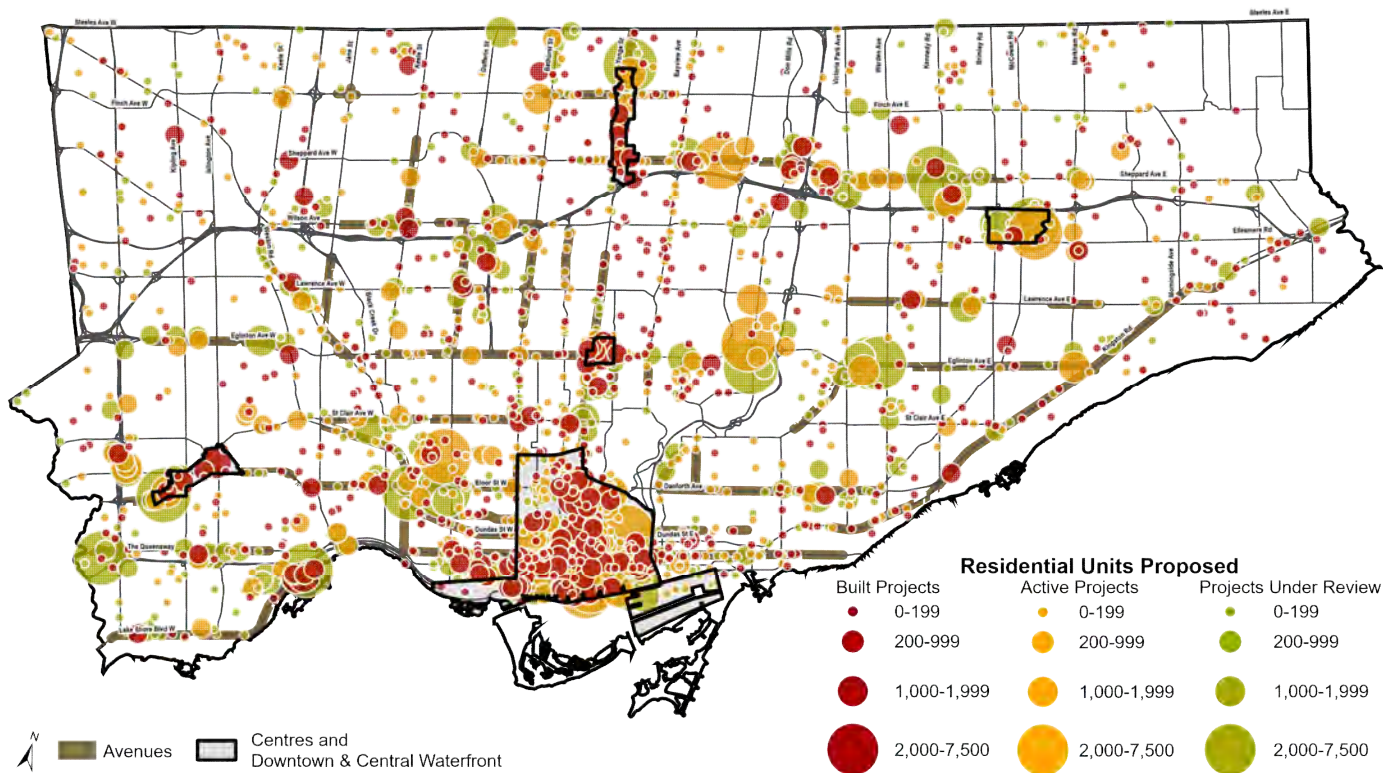 Steeles Ave W
Steeles Ave E
Keele St
Jane St
Dufferin St
Bathurst St
Yonge St
Bayview Ave
Don Mills Rd
Victoria Park Ave
Warden Ave
Kennedy Rd
Brimley Rd
McCowan Rd
Markham Rd
Finch Ave W
Finch Ave E
Kipling Ave
Islington Ave
Sheppard Ave W
Sheppard Ave E
Wilson Ave
Ellesmere Rd
Weston Rd
Morningside Ave
Lawrence Ave W
Black Creek Dr
Lawrence Ave E
Eglinton Ave W
Kingston Rd
Eglinton Ave E
St Clair Ave W
St Clair Ave E
Bloor St W
Danforth Ave
Dundas St W
Dundas St E
The Queensway
Lake Shore Blvd W
Residential Units Proposed
Built Projects Active Projects Projects Under Review
0-199 0-199 0-199
200-999 200-999 200-999
1,000-1,999 1,000-1,999 1,000-1,999
2,000-7,500 2,000-7,500 2,000-7,500
N
Avenues
Centres and
Downtown & Central Waterfront